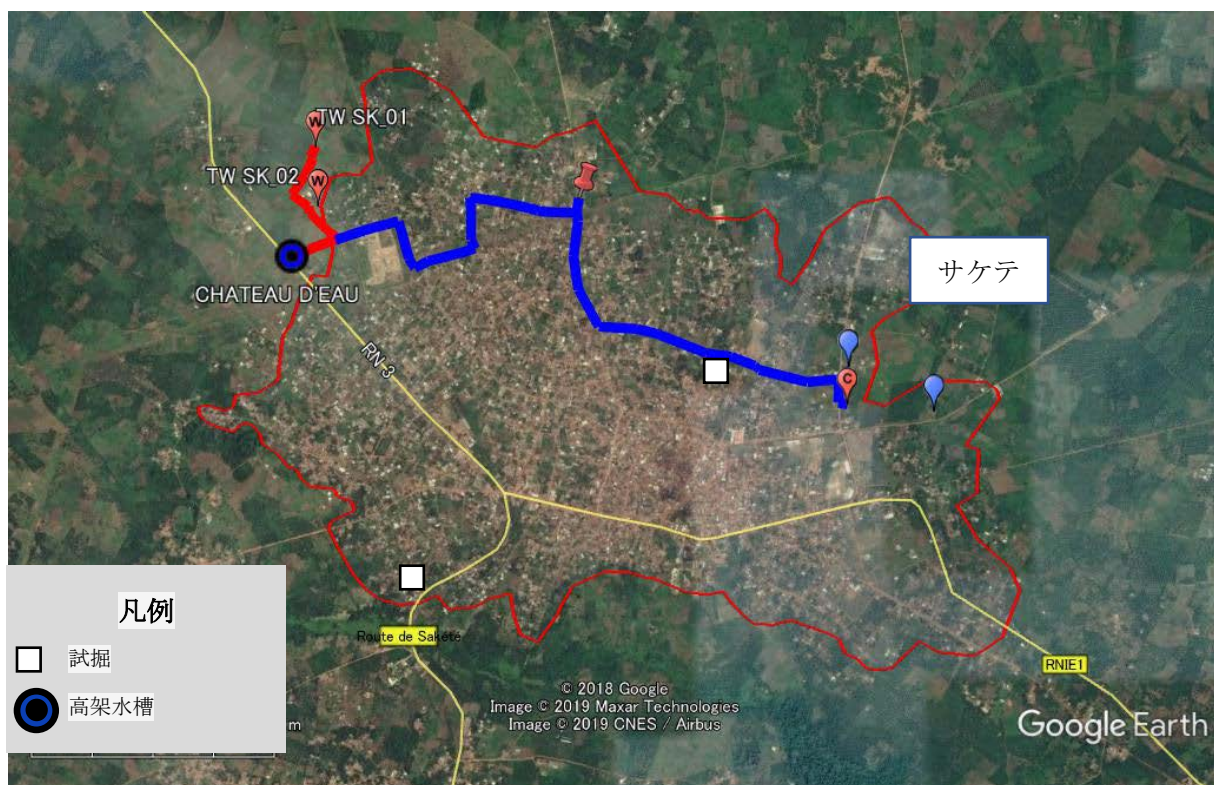 TW SK_01
W
TW SK_02
W
サケテ
CHATEAU D'EAU
RN 3
C
凡例
試掘
高架水槽
Route de Sakété
RNIE1
m
© 2018 Google
Image © 2019 Maxar Technologies
Image © 2019 CNES / Airbus
Google Earth